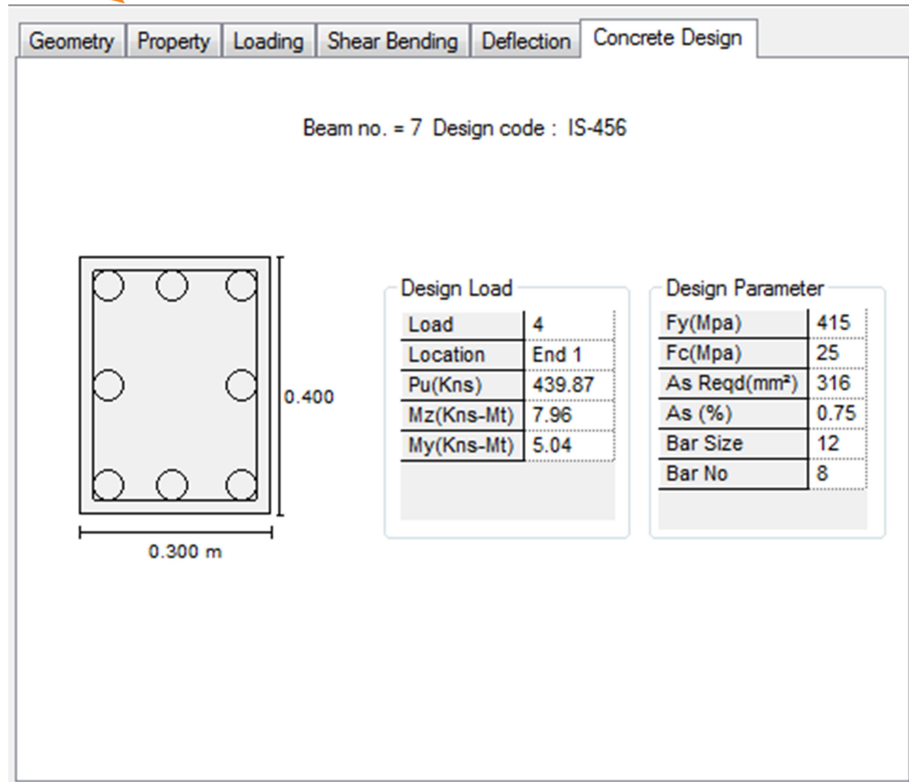 Geometry Property Loading Shear Bending Deflection Concrete Design
Beam no. = 7 Design code : IS-456
0.400
0.300 m
Design Load
Load 4
Location End 1
Pu(Kns) 439.87
Mz(Kns-Mt) 7.96
My(Kns-Mt) 5.04
Design Parameter
Fy(Mpa) 415
Fc(Mpa) 25
As Reqd(mm²) 316
As (%) 0.75
Bar Size 12
Bar No 8